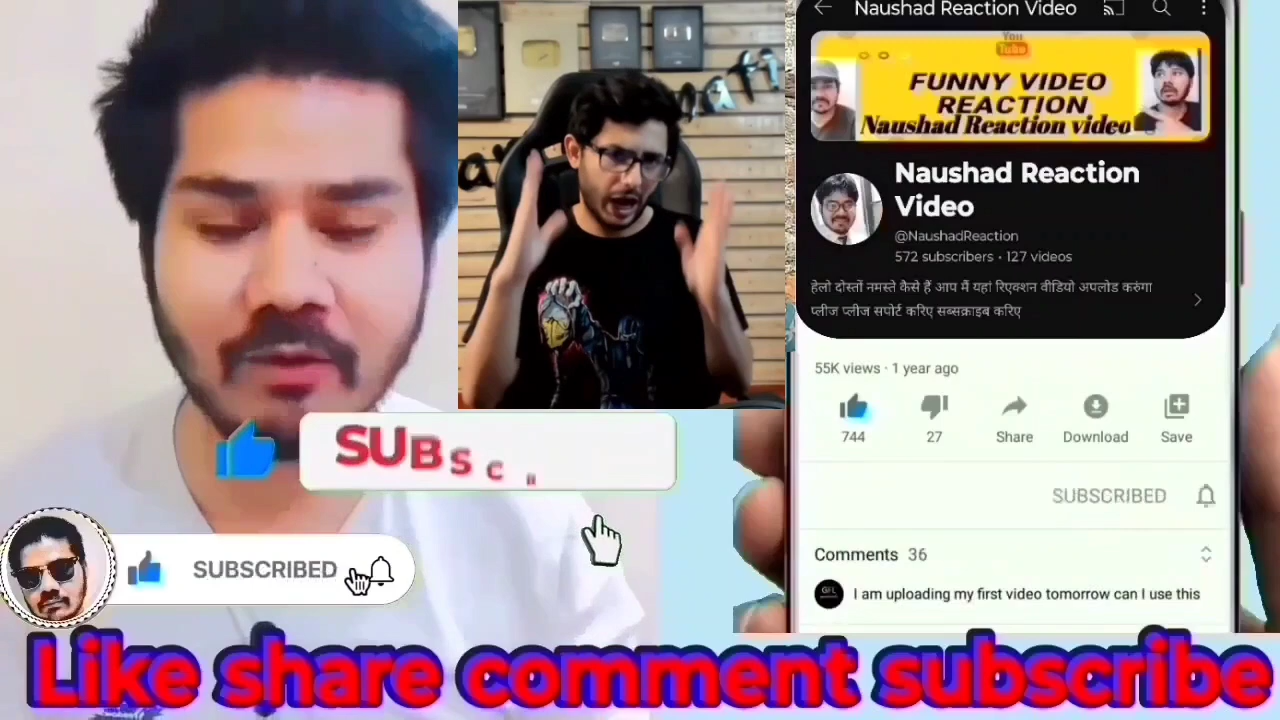 Naushad Reaction Video
You
Tube
FUNNY VIDEO
REACTION
Naushad Reaction video
Naushad Reaction
Video
@NaushadReaction
572 subscribers • 127 videos
हेलो दोस्तों नमस्ते कैसे हैं आप मैं यहां रिएक्शन वीडियो अपलोड करुंगा
प्लीज प्लीज सपोर्ट करिए सब्सक्राइब करिए
55K views · 1 year ago
744
27
Share
Download
Save
SUBSC
SUBSCRIBED
Comments 36
SUBSCRIBED
I am uploading my first video tomorrow can I use this
Like share comment subscribe